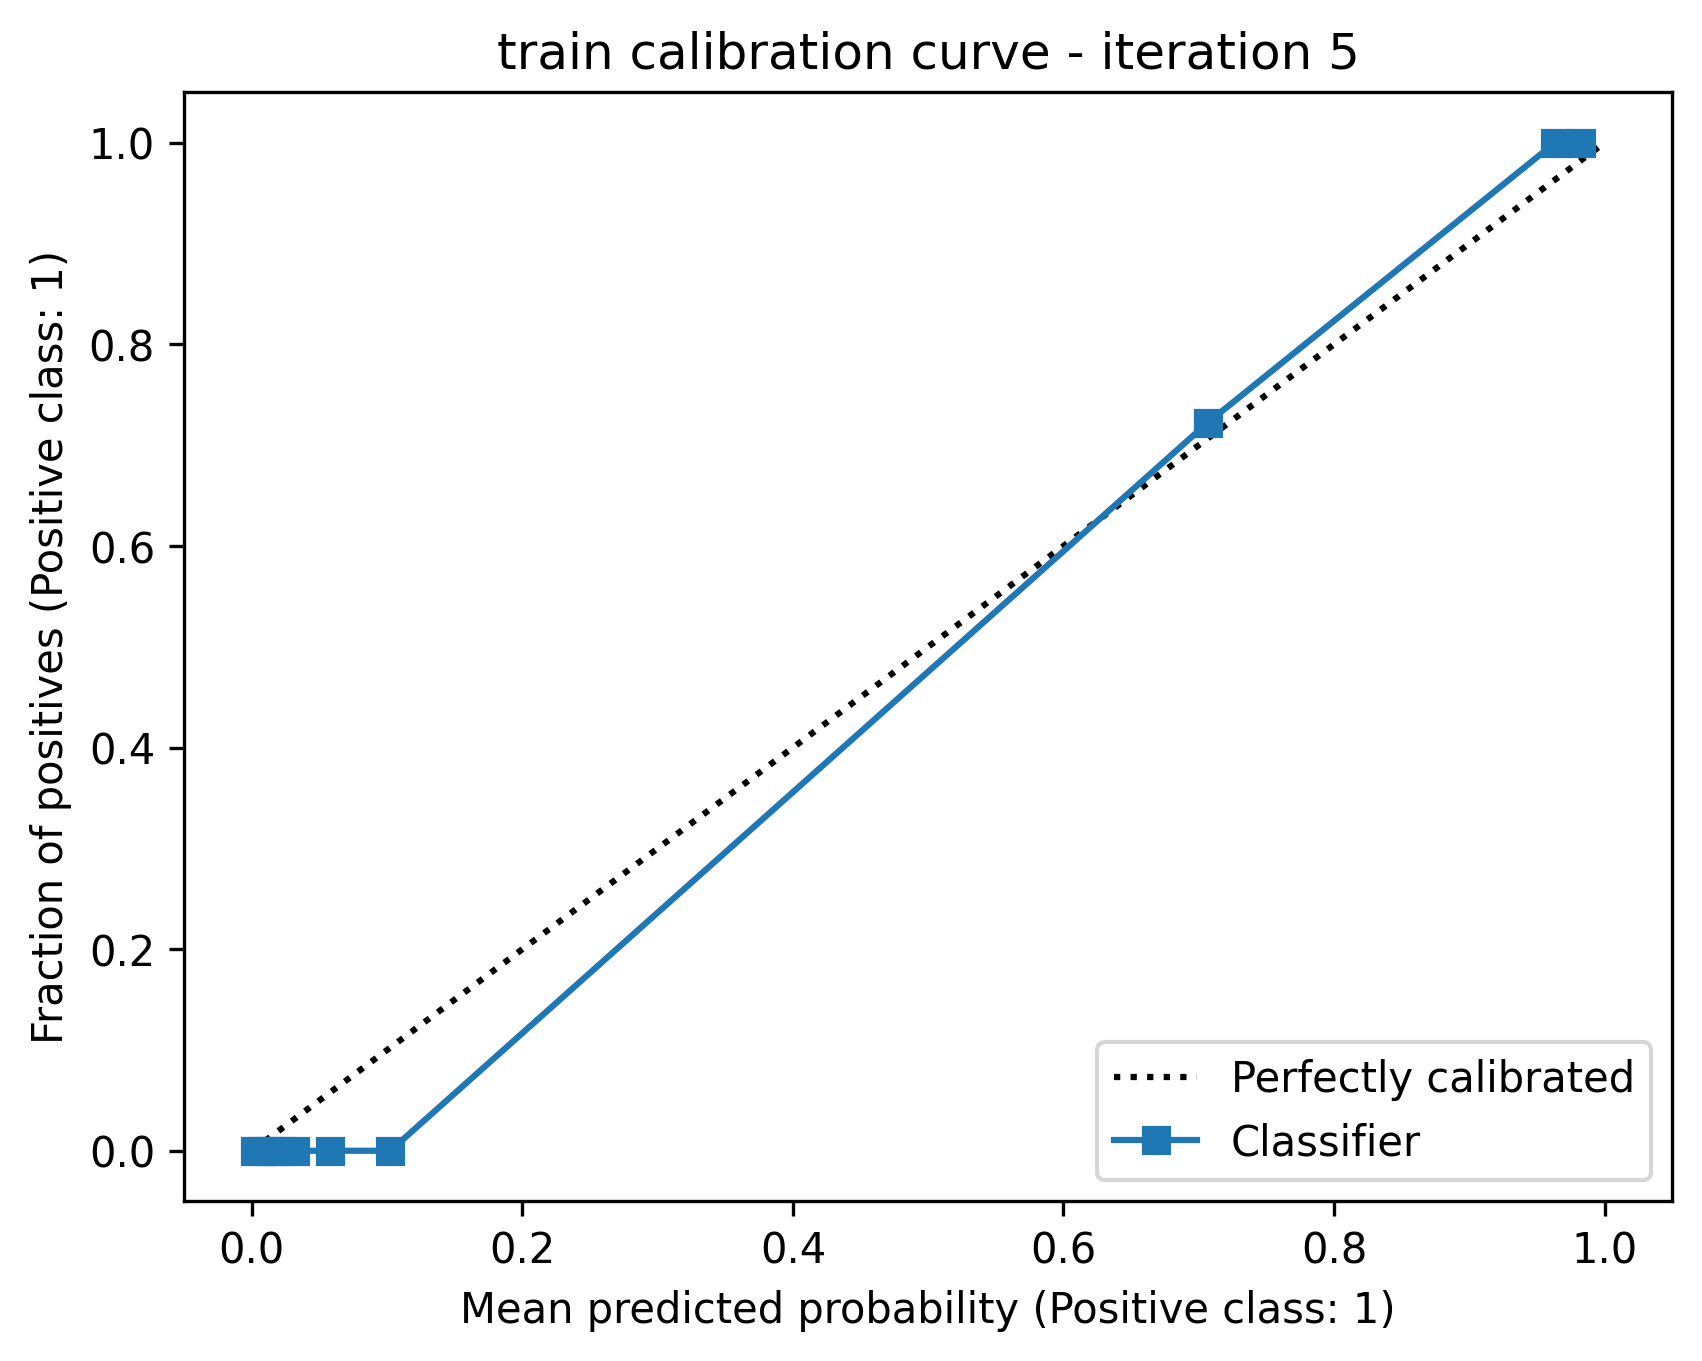 train calibration curve - iteration 5
Fraction of positives (Positive class: 1)
1.0
0.8
0.6
0.4
0.2
0.0
Perfectly calibrated
Classifier
0.0 0.2 0.4 0.6 0.8 1.0
Mean predicted probability (Positive class: 1)